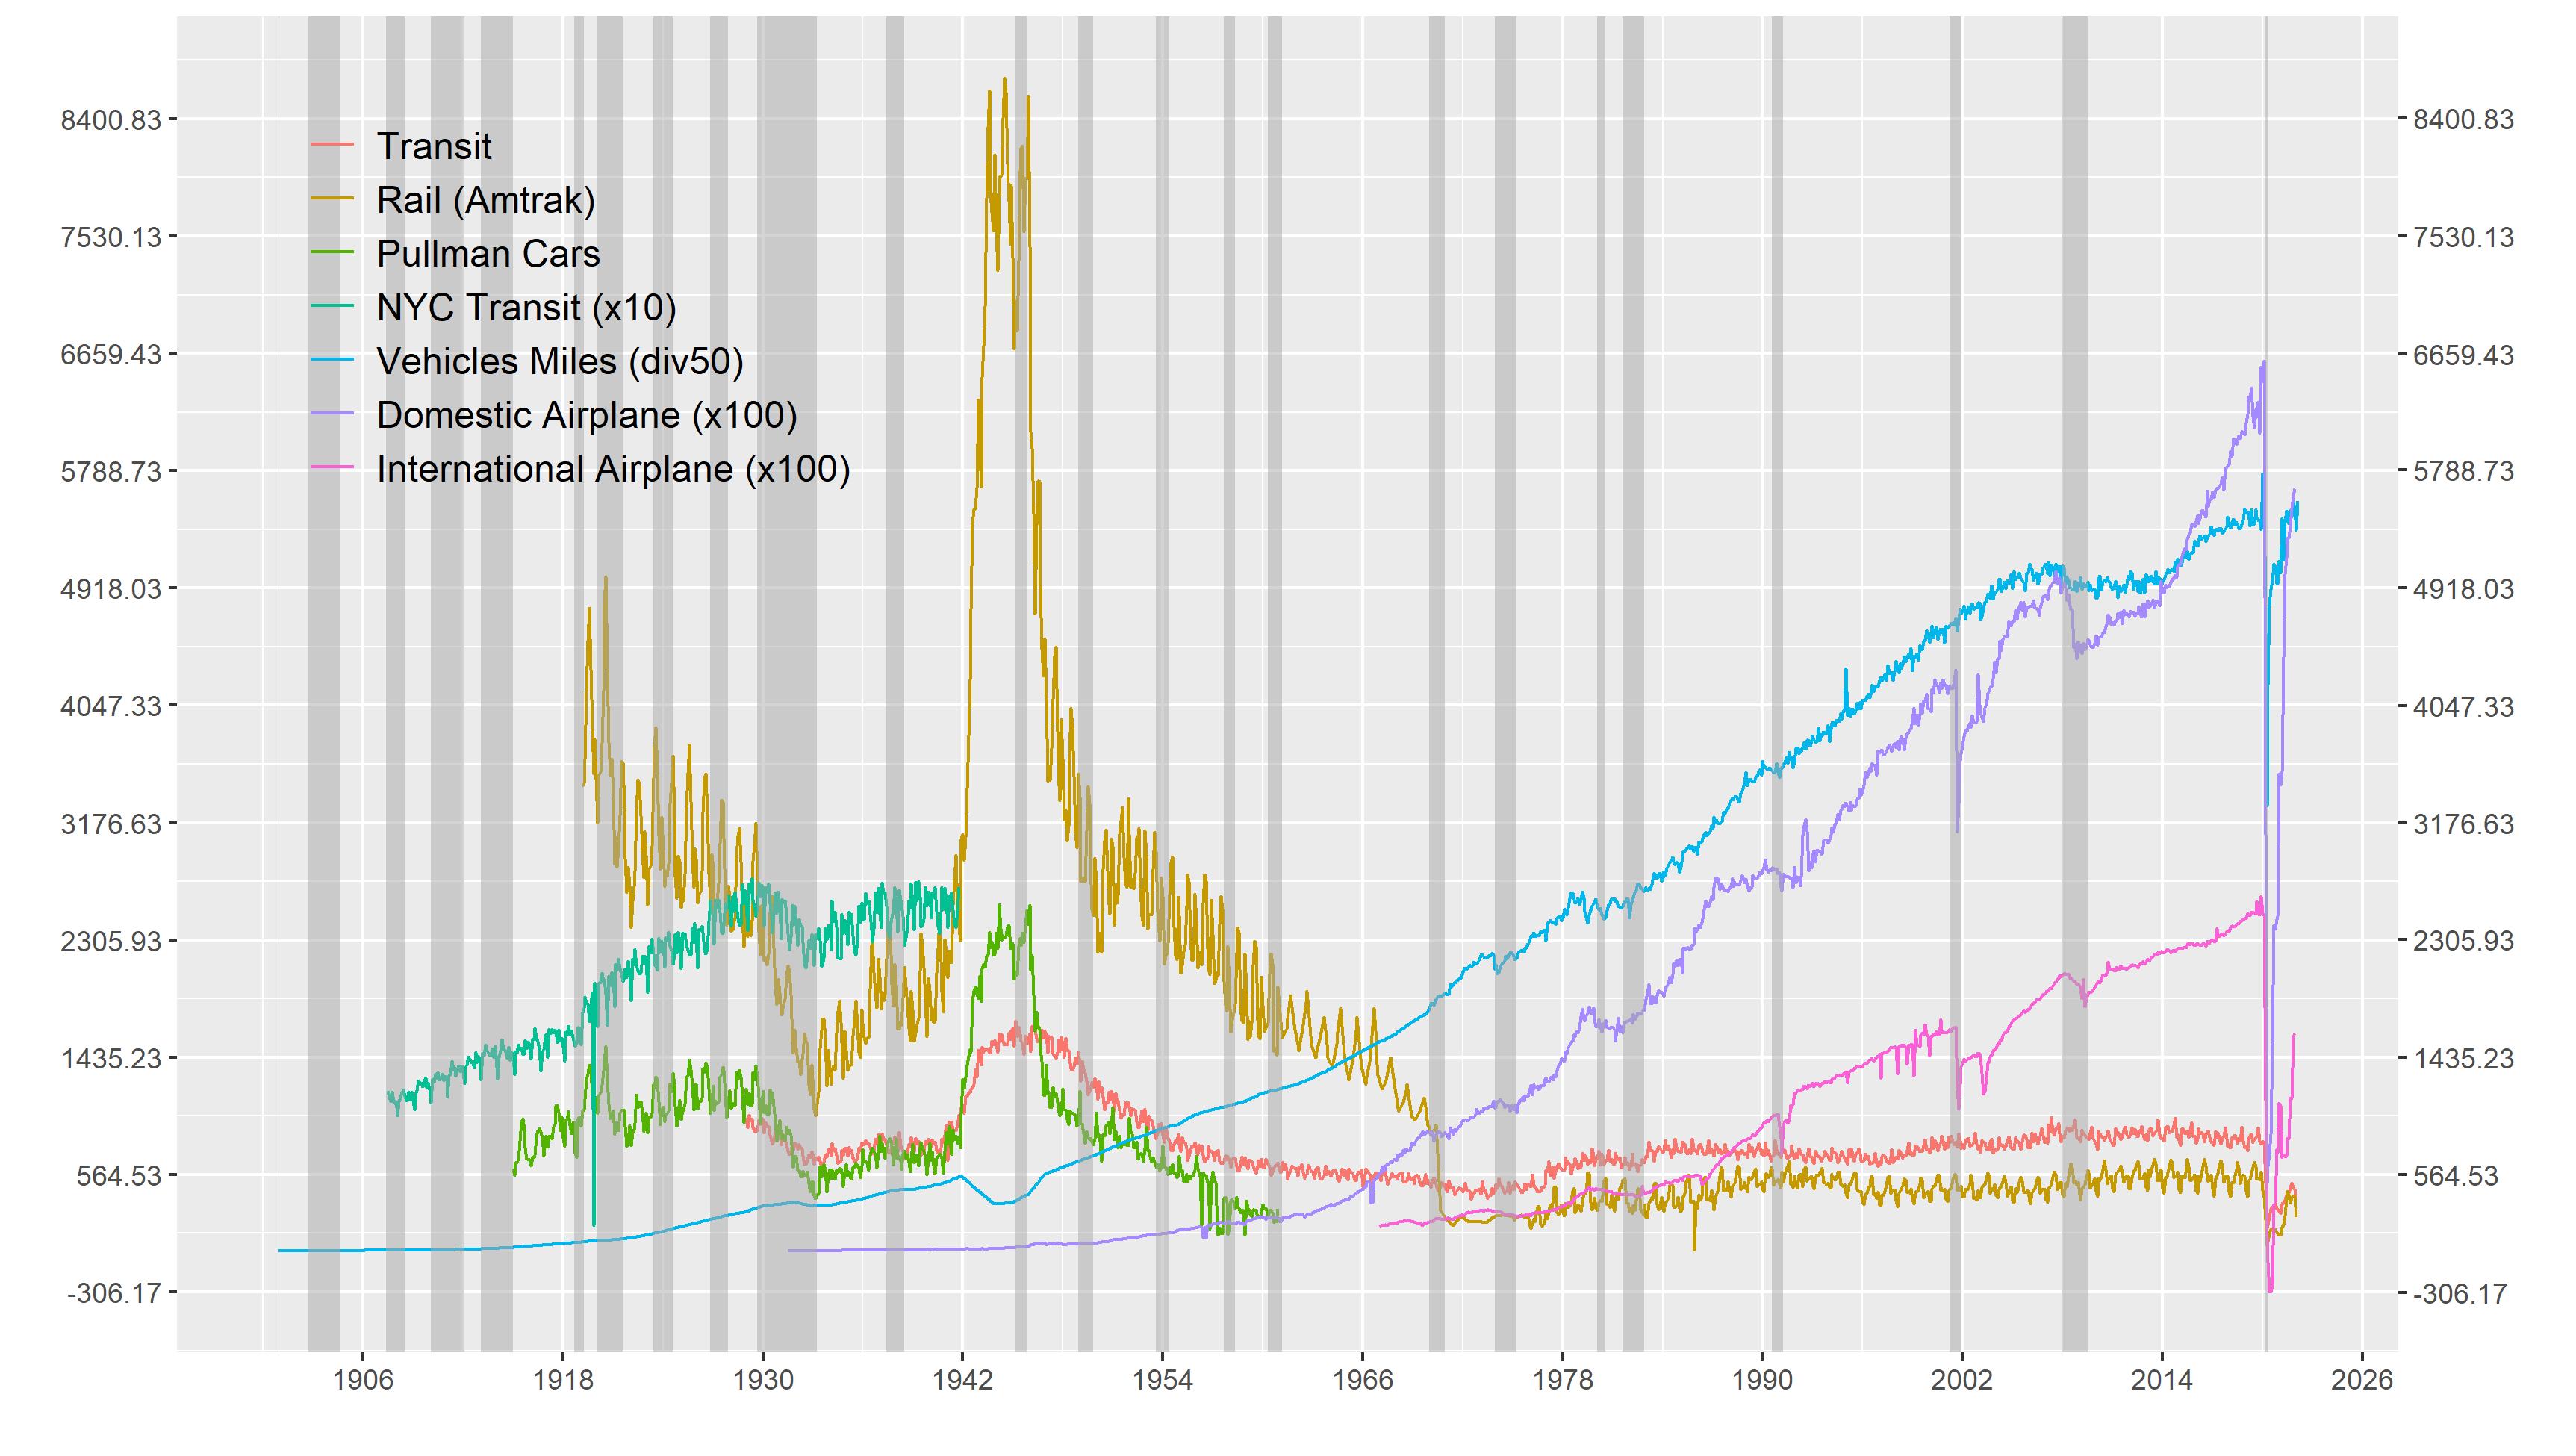 8400.83
7530.13
6659.43
5788.73
4918.03
4047.33
3176.63
2305.93
1435.23
564.53
-306.17
Transit
Rail (Amtrak)
Pullman Cars
NYC Transit (x10)
Vehicles Miles (div50)
Domestic Airplane (x100)
International Airplane (x100)
8400.83
7530.13
6659.43
5788.73
4918.03
4047.33
3176.63
2305.93
1435.23
564.53
-306.17
1906 1918 1930 1942 1954 1966 1978 1990 2002 2014 2026